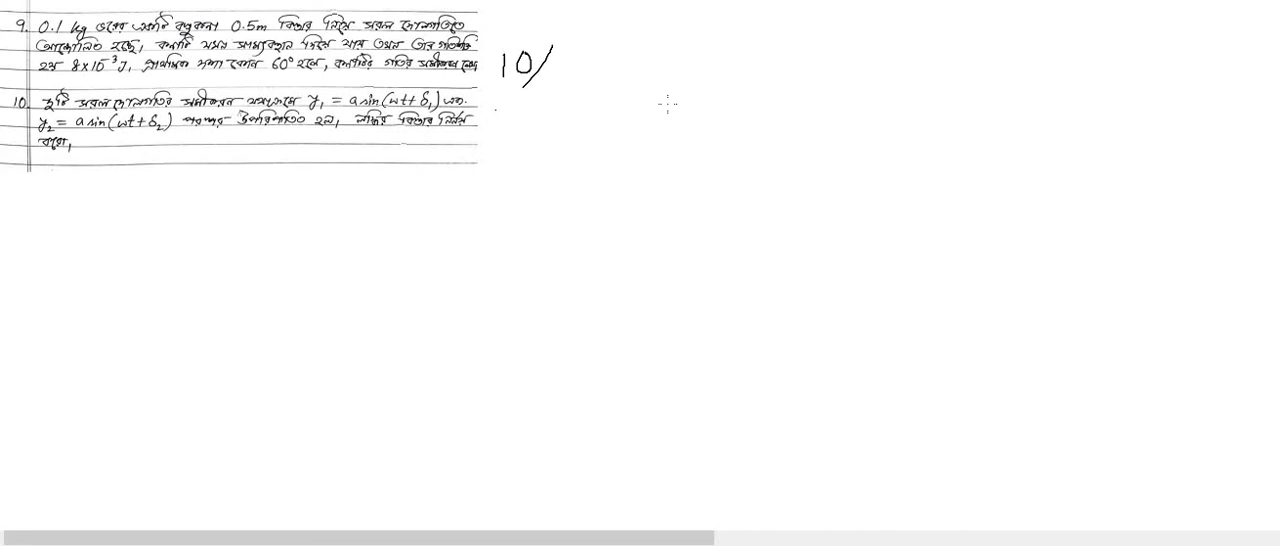 9. 0.1 kg ভরের একটি বস্তুকণা 0.5m বিস্তার নিয়ে সরল দোলগতিতে
আন্দোলিত হচ্ছে, কণাটি যখন সাম্যাবস্থান দিয়ে যায় তখন তার গতিশক্তি
হয় 8×10⁻³J, প্রাথমিক দশা কোন 60° হলে, কণাটির গতির সমীকরণ লেখ
10/
10. দুটি সরল দোলগতির সমীকরণ যথাক্রমে y₁ = a sin(ωt + δ₁) এবং
y₂ = a sin(ωt + δ₂) পরস্পর উপরিপাতিত হল, লব্ধির বিস্তার নির্ণয়
করো,